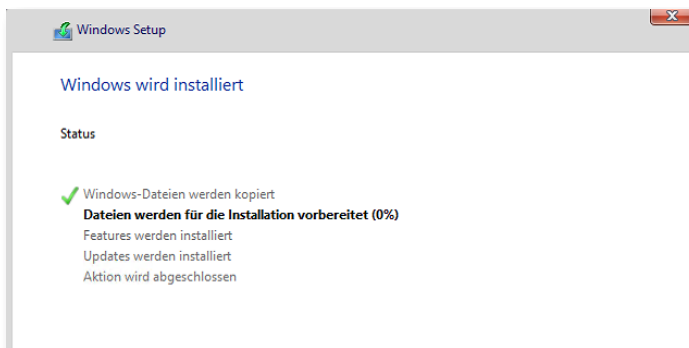 Windows Setup
Windows wird installiert
Status
Windows-Dateien werden kopiert
Dateien werden für die Installation vorbereitet (0%)
Features werden installiert
Updates werden installiert
Aktion wird abgeschlossen